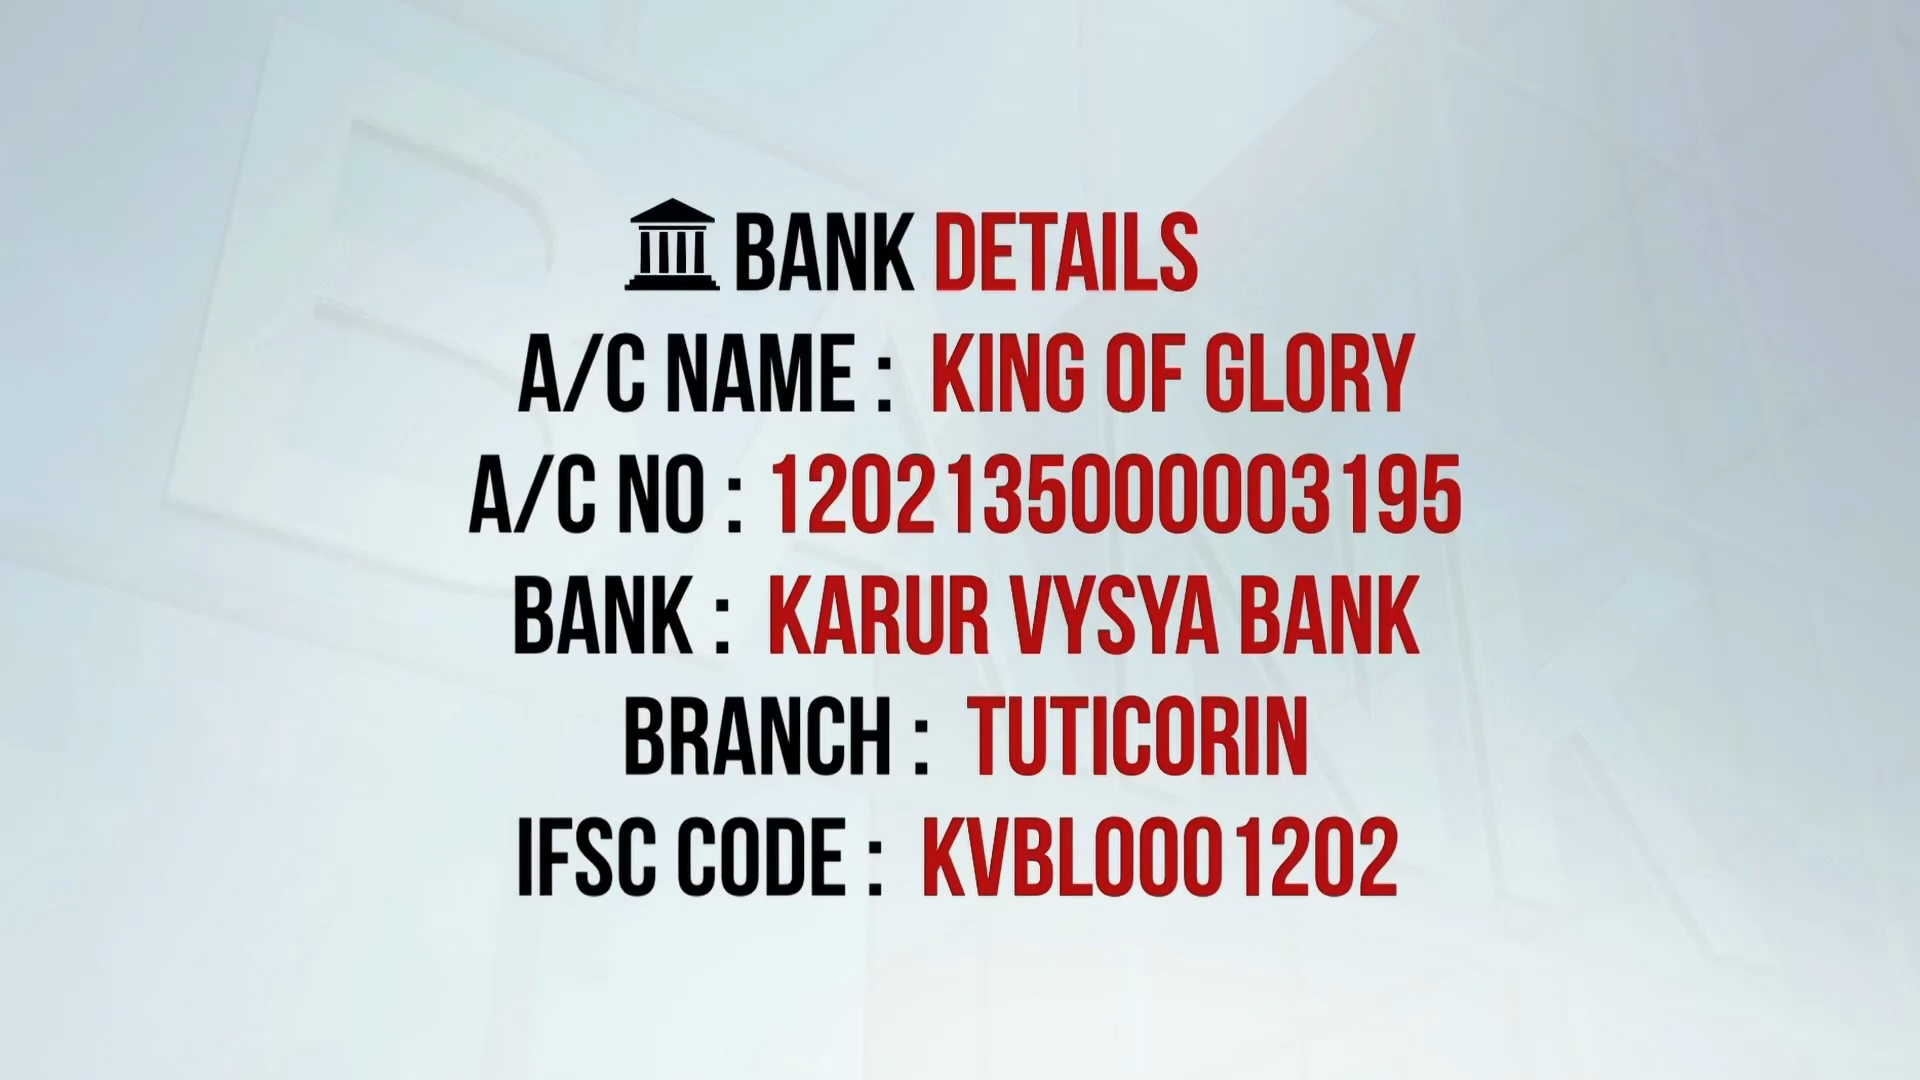 BANK DETAILS
A/C NAME : KING OF GLORY
A/C NO : 1202135000003195
BANK : KARUR VYSYA BANK
BRANCH : TUTICORIN
IFSC CODE : KVBL0001202